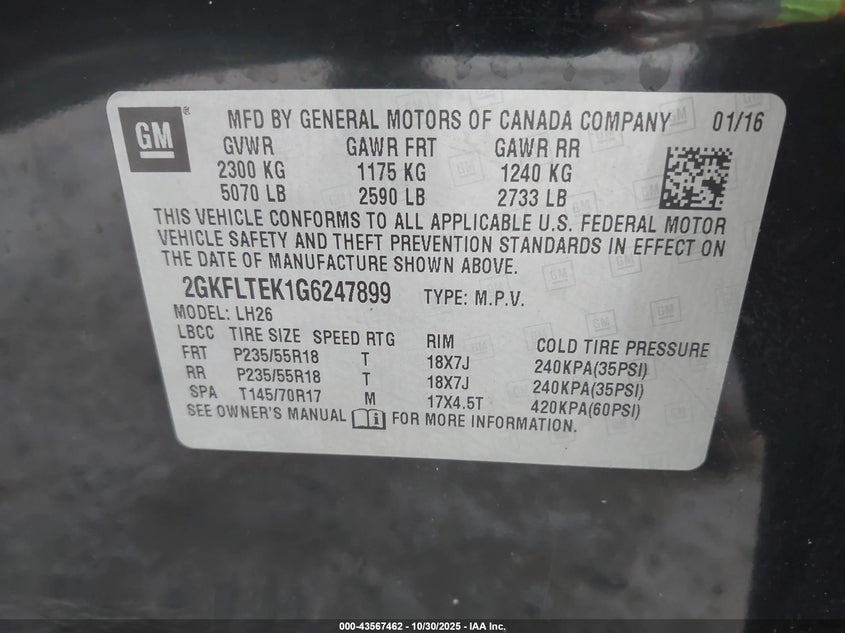 GM
MFD BY GENERAL MOTORS OF CANADA COMPANY 01/16
GVWR GAWR FRT GAWR RR
2300 KG 1175 KG 1240 KG
5070 LB 2590 LB 2733 LB
THIS VEHICLE CONFORMS TO ALL APPLICABLE U.S. FEDERAL MOTOR
VEHICLE SAFETY AND THEFT PREVENTION STANDARDS IN EFFECT ON
THE DATE OF MANUFACTURE SHOWN ABOVE.
2GKFLTEK1G6247899 TYPE: M.P.V.
MODEL: LH26
LBCC TIRE SIZE SPEED RTG RIM COLD TIRE PRESSURE
FRT P235/55R18 T 18X7J 240KPA(35PSI)
RR P235/55R18 T 18X7J 240KPA(35PSI)
SPA T145/70R17 M 17X4.5T 420KPA(60PSI)
SEE OWNER'S MANUAL FOR MORE INFORMATION.
000-43567462 - 10/30/2025 - IAA Inc.